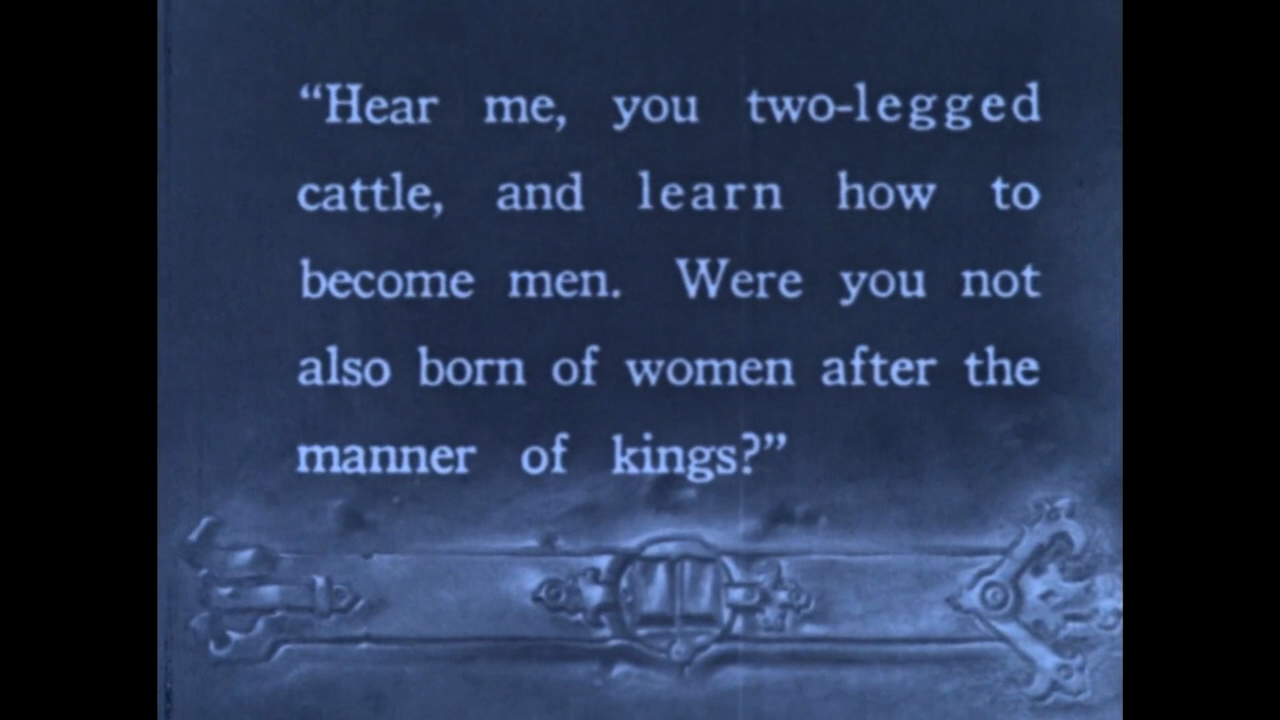 “Hear me, you two-legged
cattle, and learn how to
become men. Were you not
also born of women after the
manner of kings?”